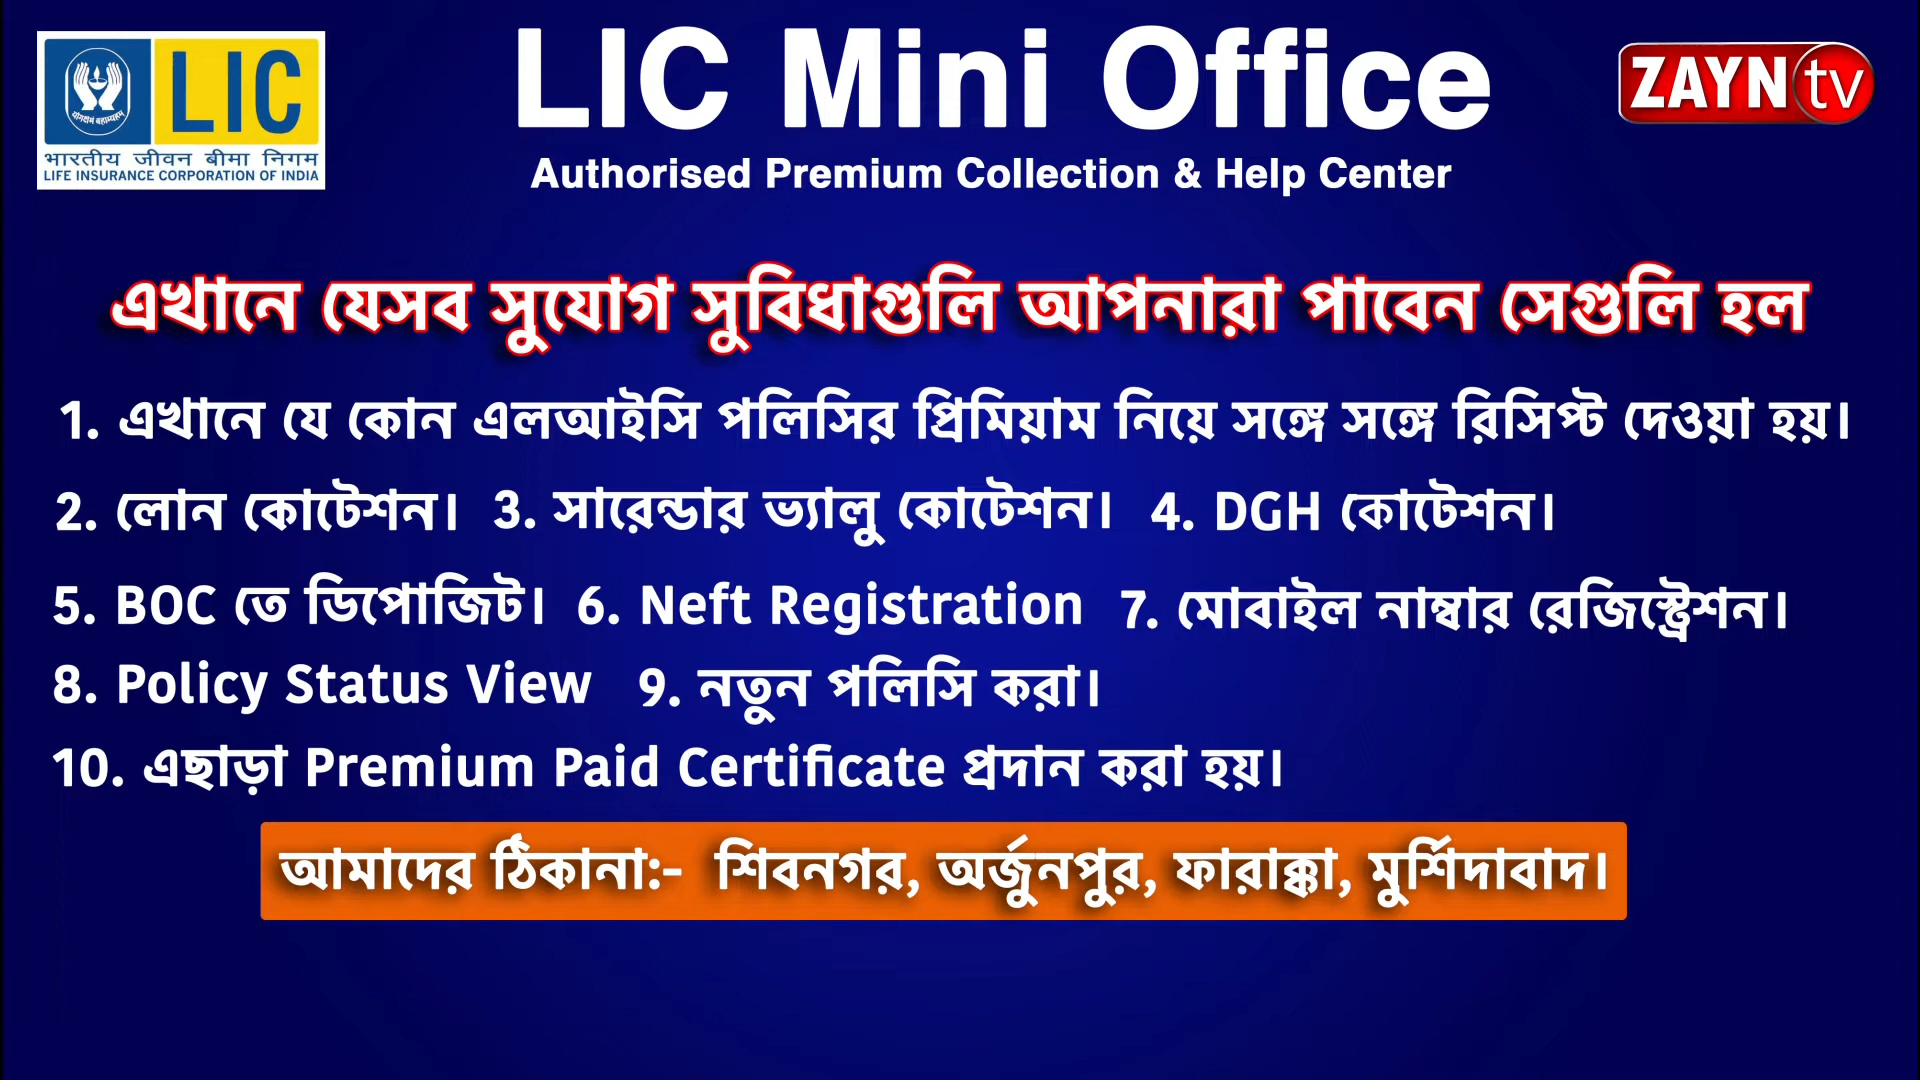 LIC
योगक्षेमं वहाम्यहम्
भारतीय जीवन बीमा निगम
LIFE INSURANCE CORPORATION OF INDIA
LIC Mini Office
Authorised Premium Collection & Help Center
ZAYN tv
এখানে যেসব সুযোগ সুবিধাগুলি আপনারা পাবেন সেগুলি হল
1. এখানে যে কোন এলআইসি পলিসির প্রিমিয়াম নিয়ে সঙ্গে সঙ্গে রিসিপ্ট দেওয়া হয়।
2. লোন কোটেশন। 3. সারেন্ডার ভ্যালু কোটেশন। 4. DGH কোটেশন।
5. BOC তে ডিপোজিট। 6. Neft Registration 7. মোবাইল নাম্বার রেজিস্ট্রেশন।
8. Policy Status View 9. নতুন পলিসি করা।
10. এছাড়া Premium Paid Certificate প্রদান করা হয়।
আমাদের ঠিকানা:- শিবনগর, অর্জুনপুর, ফারাক্কা, মুর্শিদাবাদ।